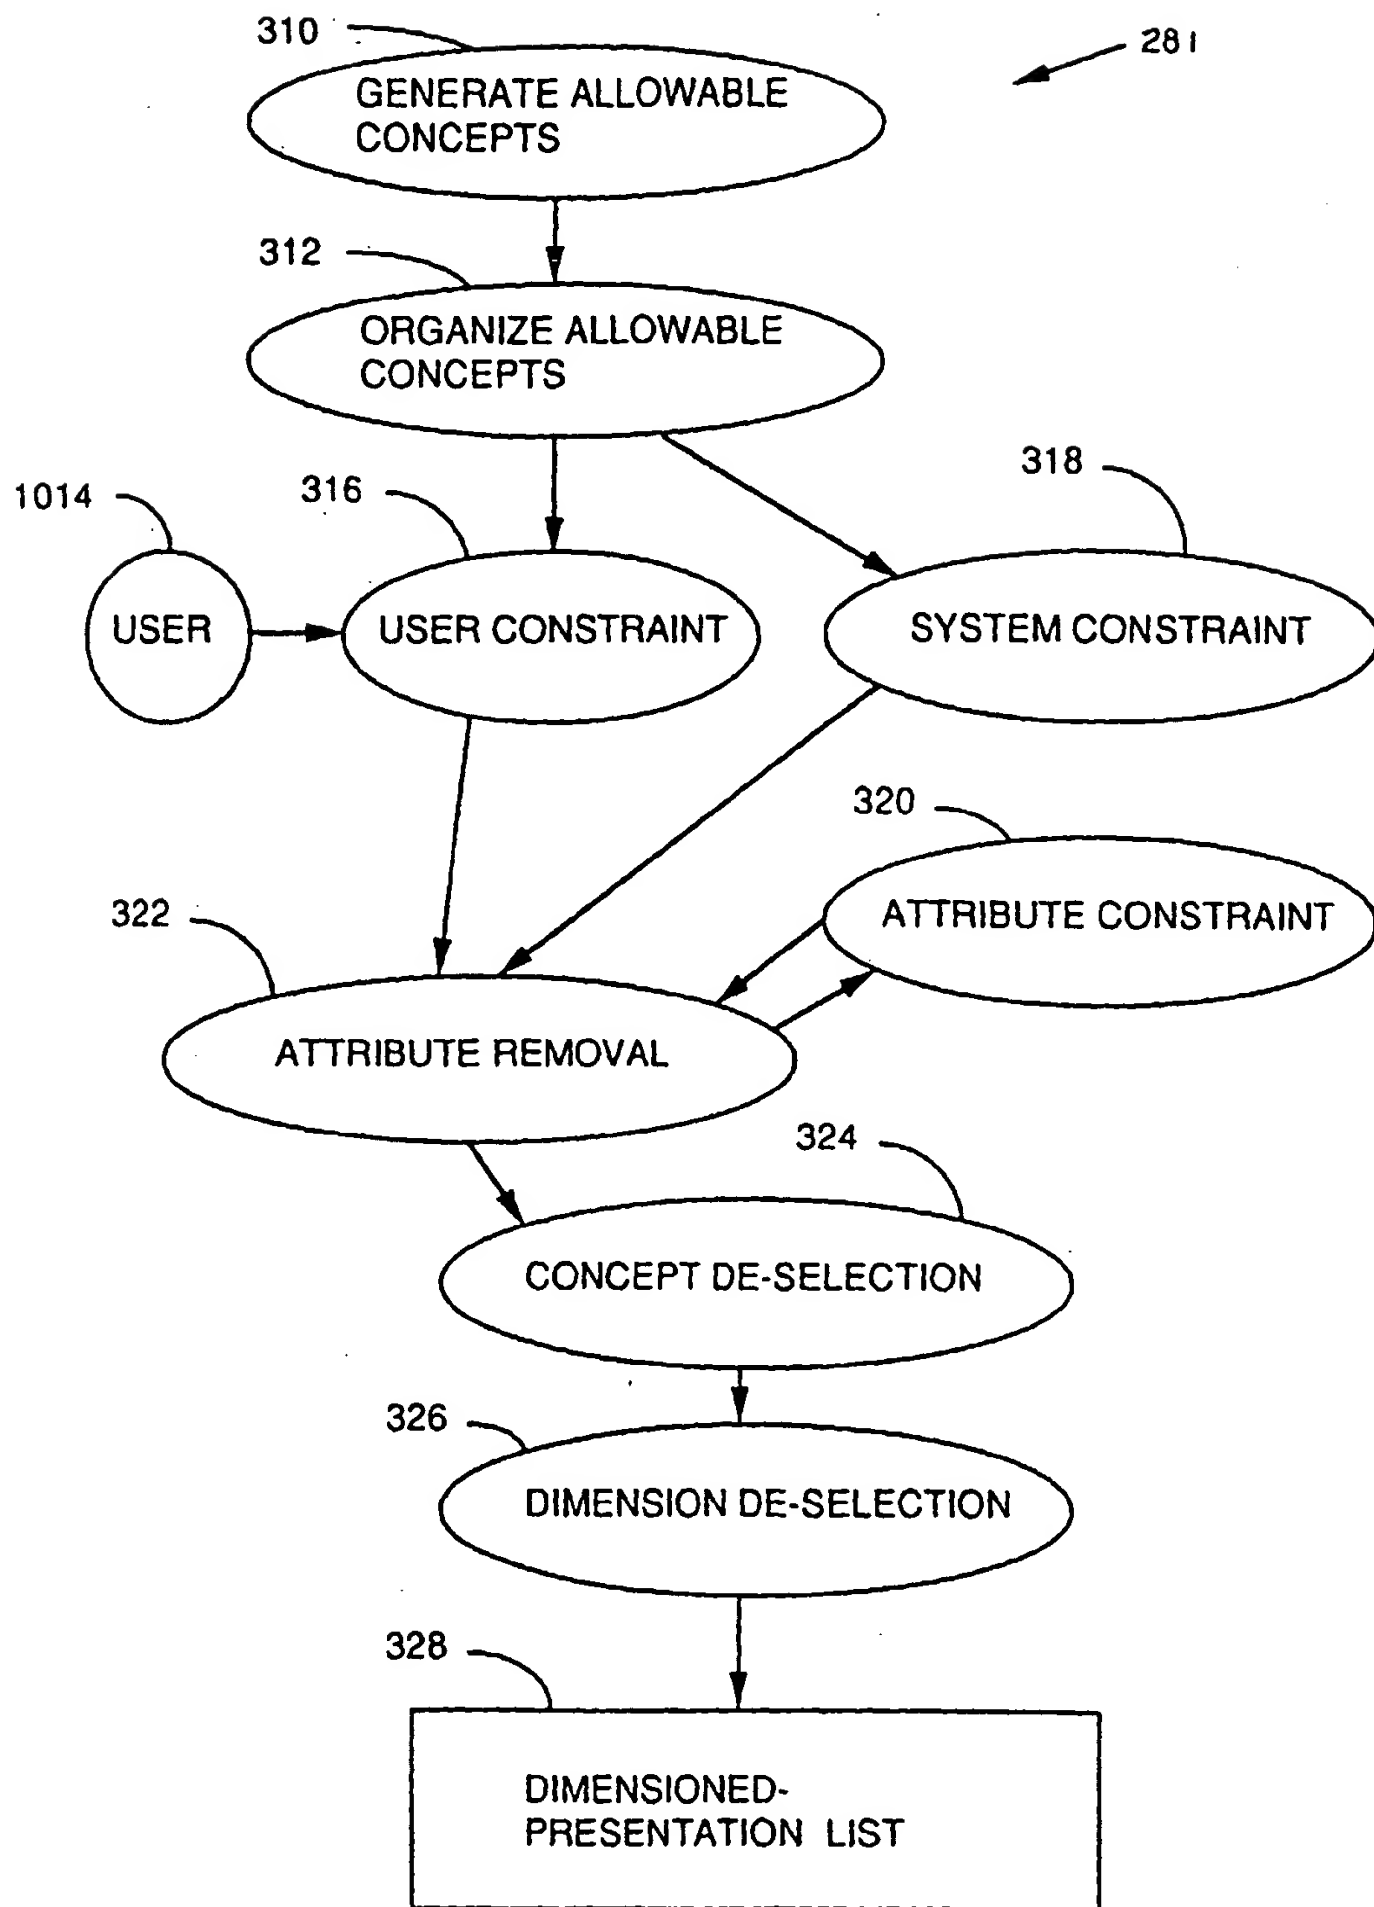 310
281
GENERATE ALLOWABLE
CONCEPTS
312
ORGANIZE ALLOWABLE
CONCEPTS
318
316
1014
USER
USER CONSTRAINT
SYSTEM CONSTRAINT
320
322
ATTRIBUTE CONSTRAINT
ATTRIBUTE REMOVAL
324
CONCEPT DE-SELECTION
326
DIMENSION DE-SELECTION
328
DIMENSIONED-
PRESENTATION LIST